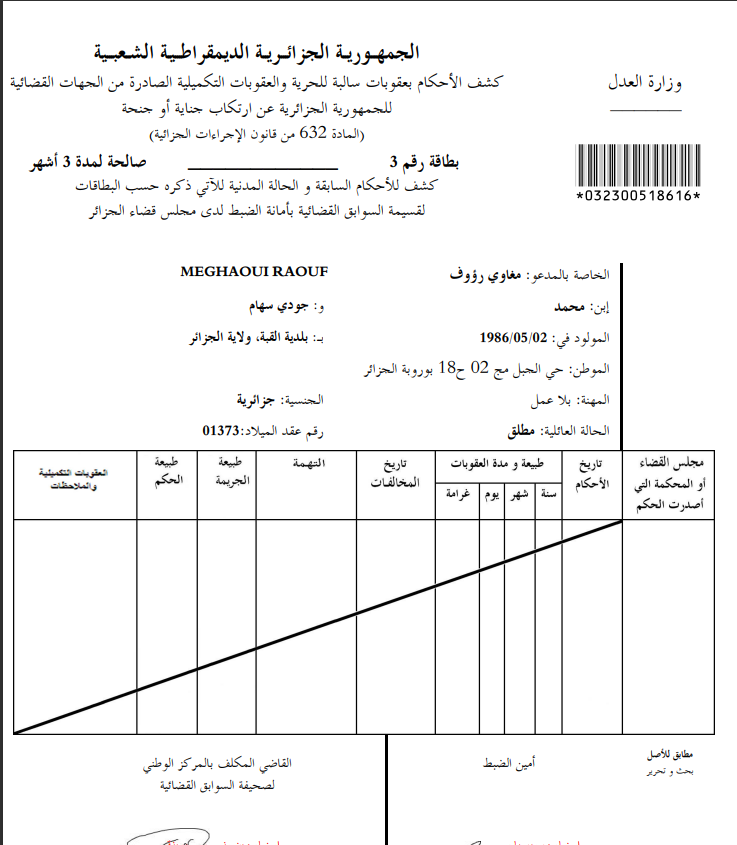 الجمهورية الجزائرية الديمقراطية الشعبية
كشف الأحكام بعقوبات سالبة للحرية والعقوبات التكميلية الصادرة من الجهات القضائية
للجمهورية الجزائرية عن ارتكاب جناية أو جنحة
(المادة 632 من قانون الإجراءات الجزائية)
وزارة العدل
بطاقة رقم 3 صالحة لمدة 3 أشهر
كشف للأحكام السابقة و الحالة المدنية للآتي ذكره حسب البطاقات
لقسيمة السوابق القضائية بأمانة الضبط لدى مجلس قضاء الجزائر
*032300518616*
الخاصة بالمدعو: مغاوي رؤوف MEGHAOUI RAOUF
إبن: محمد و: جودي سهام
المولود في: 1986/05/02 بـ: بلدية القبة، ولاية الجزائر
الموطن: حي الجبل مج 02 ح18 بوروبة الجزائر
المهنة: بلا عمل الجنسية: جزائرية
الحالة العائلية: مطلق رقم عقد الميلاد:01373
مجلس القضاء أو المحكمة التي أصدرت الحكم
تاريخ الأحكام
طبيعة و مدة العقوبات
سنة شهر يوم غرامة
تاريخ المخالفات
التهمة
طبيعة الجريمة
طبيعة الحكم
العقوبات التكميلية والملاحظات
مطابق للأصل
بحث و تحرير
أمين الضبط
القاضي المكلف بالمركز الوطني
لصحيفة السوابق القضائية